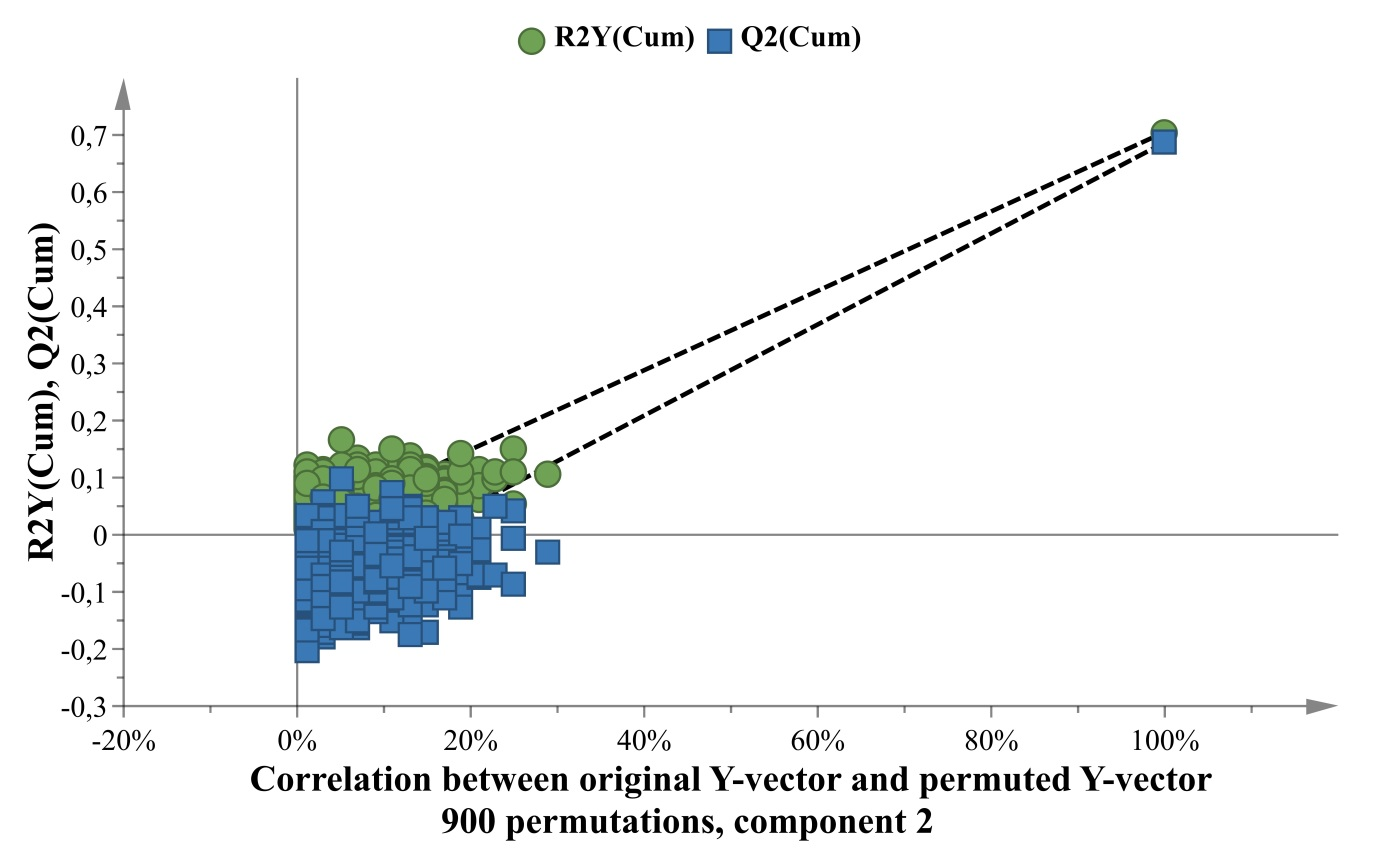 R2Y(Cum) Q2(Cum)
R2Y(Cum), Q2(Cum)
0,7
0,6
0,5
0,4
0,3
0,2
0,1
0
-0,1
-0,2
-0,3
-20% 0% 20% 40% 60% 80% 100%
Correlation between original Y-vector and permuted Y-vector
900 permutations, component 2